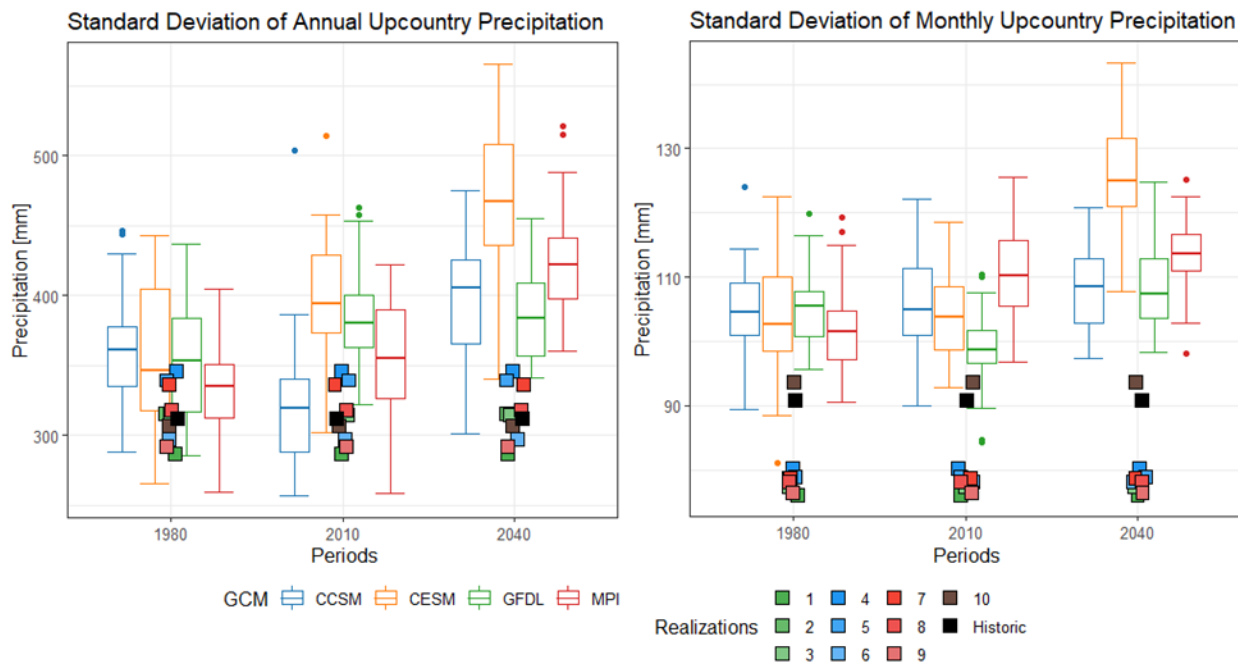 Standard Deviation of Annual Upcountry Precipitation
Precipitation [mm]
500
400
300
1980
2010
2040
Periods
GCM CCSM CESM GFDL MPI
Standard Deviation of Monthly Upcountry Precipitation
Precipitation [mm]
130
110
90
1980
2010
2040
Periods
Realizations
1 4 7 10
2 5 8 Historic
3 6 9